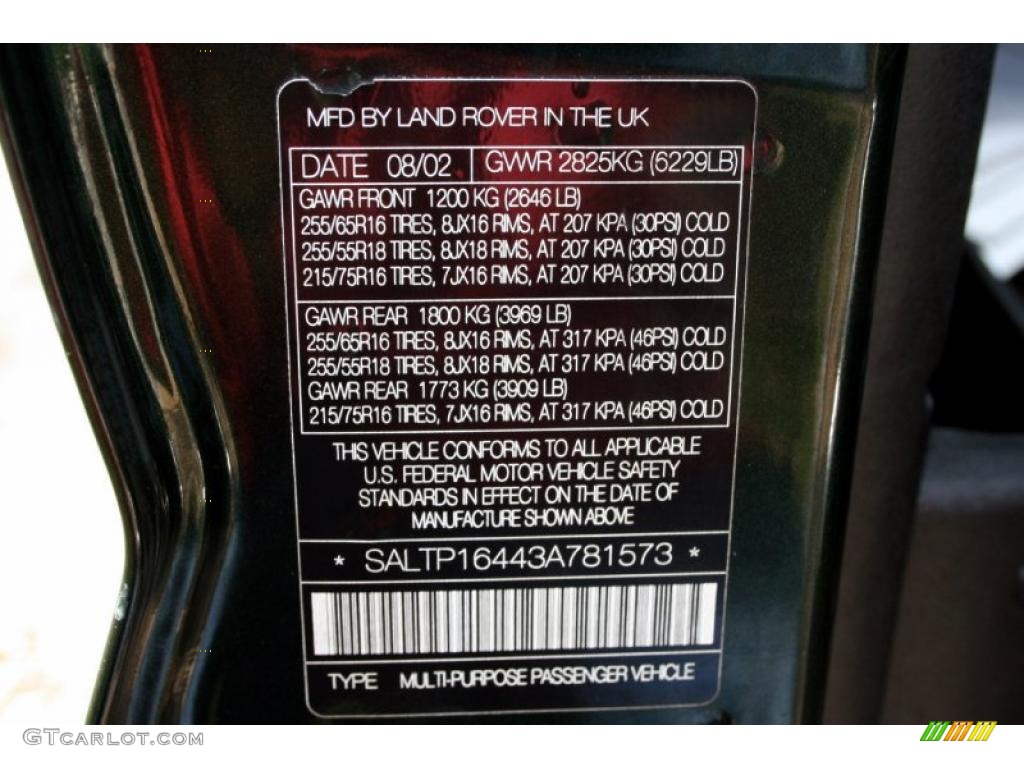 MFD BY LAND ROVER IN THE UK
DATE 08/02 GVWR 2825KG (6229LB)
GAWR FRONT 1200 KG (2646 LB)
255/65R16 TIRES, 8JX16 RIMS, AT 207 KPA (30PSI) COLD
255/55R18 TIRES, 8JX18 RIMS, AT 207 KPA (30PSI) COLD
215/75R16 TIRES, 7JX16 RIMS, AT 207 KPA (30PSI) COLD
GAWR REAR 1800 KG (3969 LB)
255/65R16 TIRES, 8JX16 RIMS, AT 317 KPA (46PSI) COLD
255/55R18 TIRES, 8JX18 RIMS, AT 317 KPA (46PSI) COLD
GAWR REAR 1773 KG (3909 LB)
215/75R16 TIRES, 7JX16 RIMS, AT 317 KPA (46PSI) COLD
THIS VEHICLE CONFORMS TO ALL APPLICABLE
U.S. FEDERAL MOTOR VEHICLE SAFETY
STANDARDS IN EFFECT ON THE DATE OF
MANUFACTURE SHOWN ABOVE
* SALTP16443A781573 *
TYPE MULTI-PURPOSE PASSENGER VEHICLE
GTCarLot.com